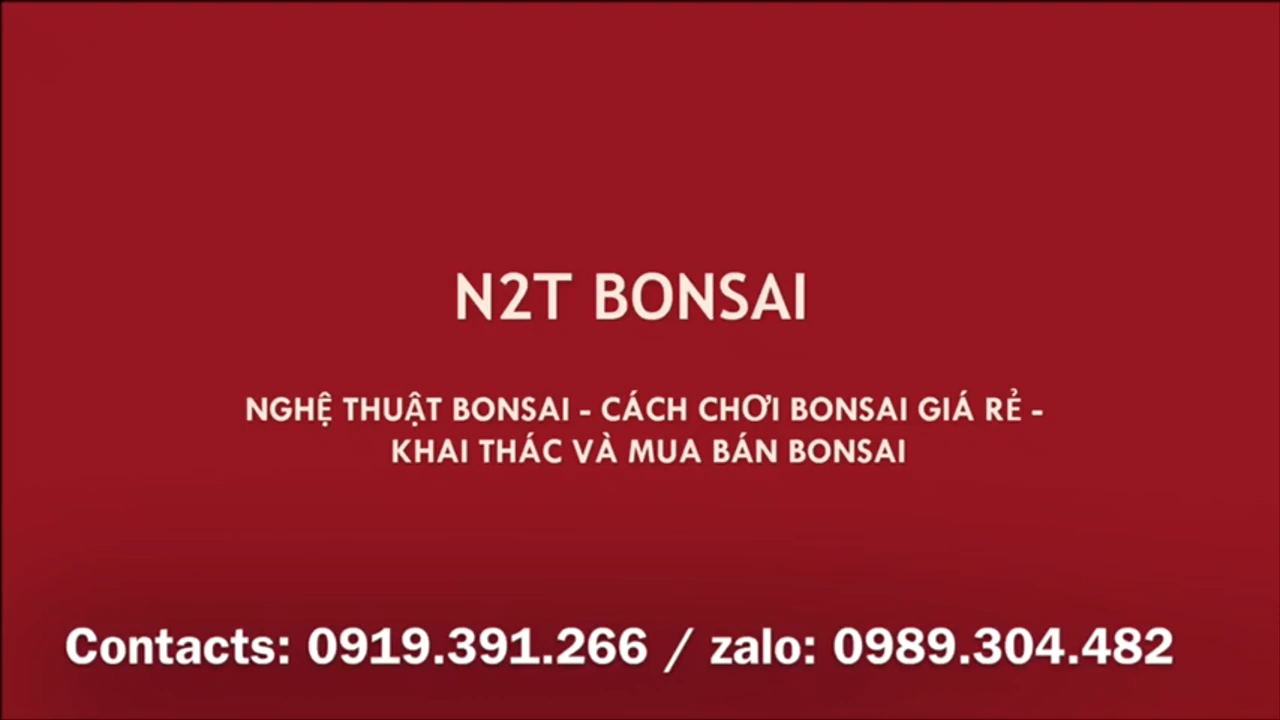 N2T BONSAI
NGHỆ THUẬT BONSAI - CÁCH CHƠI BONSAI GIÁ RẺ -
KHAI THÁC VÀ MUA BÁN BONSAI
Contacts: 0919.391.266 / zalo: 0989.304.482